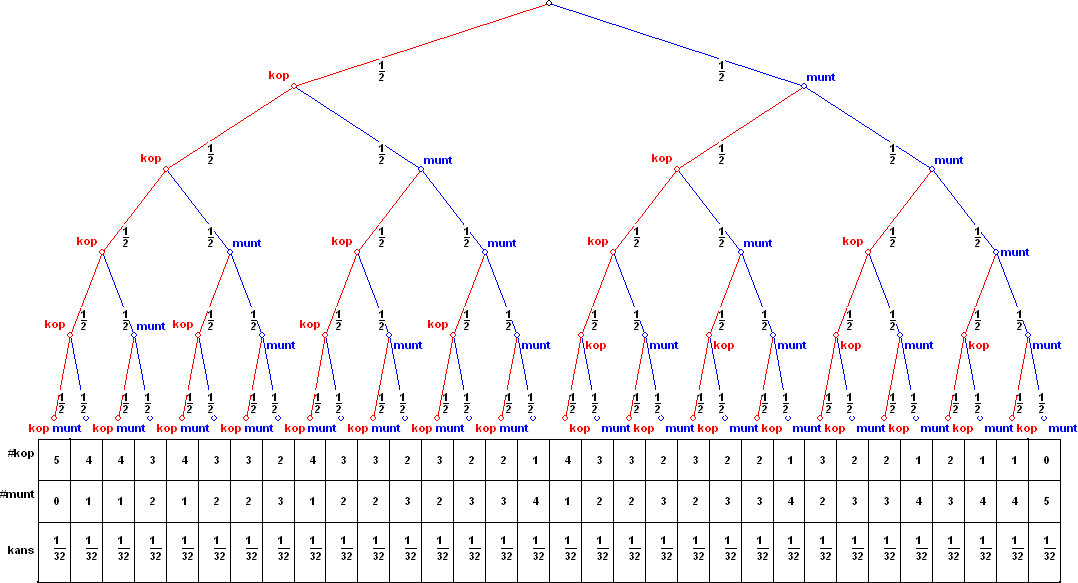 kop 1/2 1/2 munt
kop 1/2 1/2 munt kop 1/2 1/2 munt
kop 1/2 1/2 munt kop 1/2 1/2 munt kop 1/2 1/2 munt kop 1/2 1/2 munt
kop 1/2 1/2 munt kop 1/2 1/2 munt kop 1/2 1/2 munt kop 1/2 1/2 munt kop 1/2 1/2 munt kop 1/2 1/2 munt kop 1/2 1/2 munt kop 1/2 1/2 munt
1/2 1/2 1/2 1/2 1/2 1/2 1/2 1/2 1/2 1/2 1/2 1/2 1/2 1/2 1/2 1/2 1/2 1/2 1/2 1/2 1/2 1/2 1/2 1/2 1/2 1/2 1/2 1/2 1/2 1/2 1/2 1/2
kop munt kop munt kop munt kop munt kop munt kop munt kop munt kop munt kop munt kop munt kop munt kop munt kop munt kop munt kop munt kop munt
#kop 5 4 4 3 4 3 3 2 4 3 3 2 3 2 2 1 4 3 3 2 3 2 2 1 3 2 2 1 2 1 1 0
#munt 0 1 1 2 1 2 2 3 1 2 2 3 2 3 3 4 1 2 2 3 2 3 3 4 2 3 3 4 3 4 4 5
kans 1/32 1/32 1/32 1/32 1/32 1/32 1/32 1/32 1/32 1/32 1/32 1/32 1/32 1/32 1/32 1/32 1/32 1/32 1/32 1/32 1/32 1/32 1/32 1/32 1/32 1/32 1/32 1/32 1/32 1/32 1/32 1/32